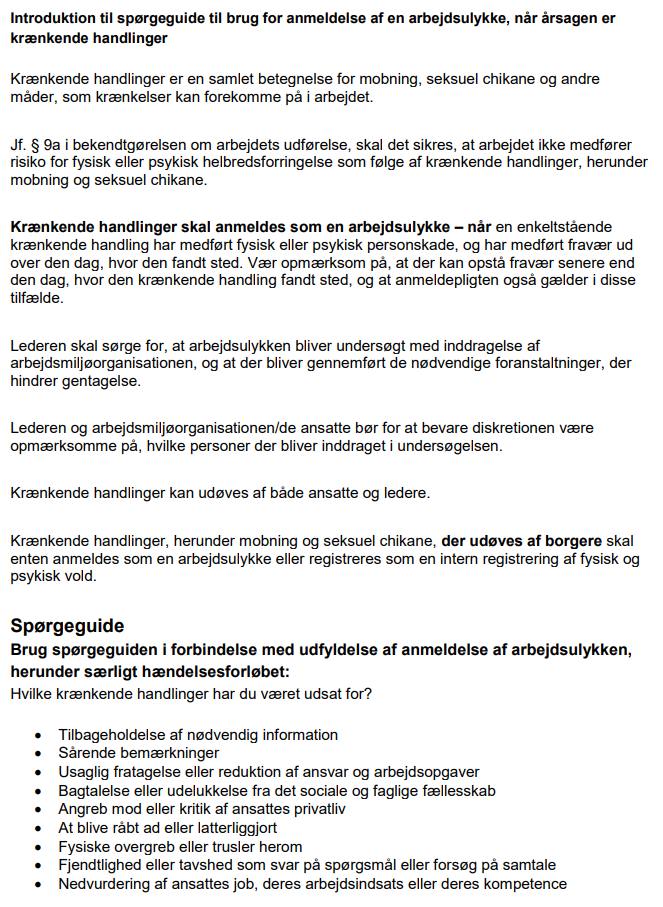 Introduktion til spørgeguide til brug for anmeldelse af en arbejdsulykke, når årsagen er
krænkende handlinger
Krænkende handlinger er en samlet betegnelse for mobning, seksuel chikane og andre
måder, som krænkelser kan forekomme på i arbejdet.
Jf. § 9a i bekendtgørelsen om arbejdets udførelse, skal det sikres, at arbejdet ikke medfører
risiko for fysisk eller psykisk helbredsforringelse som følge af krænkende handlinger, herunder
mobning og seksuel chikane.
Krænkende handlinger skal anmeldes som en arbejdsulykke – når en enkeltstående
krænkende handling har medført fysisk eller psykisk personskade, og har medført fravær ud
over den dag, hvor den fandt sted. Vær opmærksom på, at der kan opstå fravær senere end
den dag, hvor den krænkende handling fandt sted, og at anmeldepligten også gælder i disse
tilfælde.
Lederen skal sørge for, at arbejdsulykken bliver undersøgt med inddragelse af
arbejdsmiljøorganisationen, og at der bliver gennemført de nødvendige foranstaltninger, der
hindrer gentagelse.
Lederen og arbejdsmiljøorganisationen/de ansatte bør for at bevare diskretionen være
opmærksomme på, hvilke personer der bliver inddraget i undersøgelsen.
Krænkende handlinger kan udøves af både ansatte og ledere.
Krænkende handlinger, herunder mobning og seksuel chikane, der udøves af borgere skal
enten anmeldes som en arbejdsulykke eller registreres som en intern registrering af fysisk og
psykisk vold.
Spørgeguide
Brug spørgeguiden i forbindelse med udfyldelse af anmeldelse af arbejdsulykken,
herunder særligt hændelsesforløbet:
Hvilke krænkende handlinger har du været udsat for?
• Tilbageholdelse af nødvendig information
• Sårende bemærkninger
• Usaglig fratagelse eller reduktion af ansvar og arbejdsopgaver
• Bagtalelse eller udelukkelse fra det sociale og faglige fællesskab
• Angreb mod eller kritik af ansattes privatliv
• At blive råbt ad eller latterliggjort
• Fysiske overgreb eller trusler herom
• Fjendtlighed eller tavshed som svar på spørgsmål eller forsøg på samtale
• Nedvurdering af ansattes job, deres arbejdsindsats eller deres kompetence